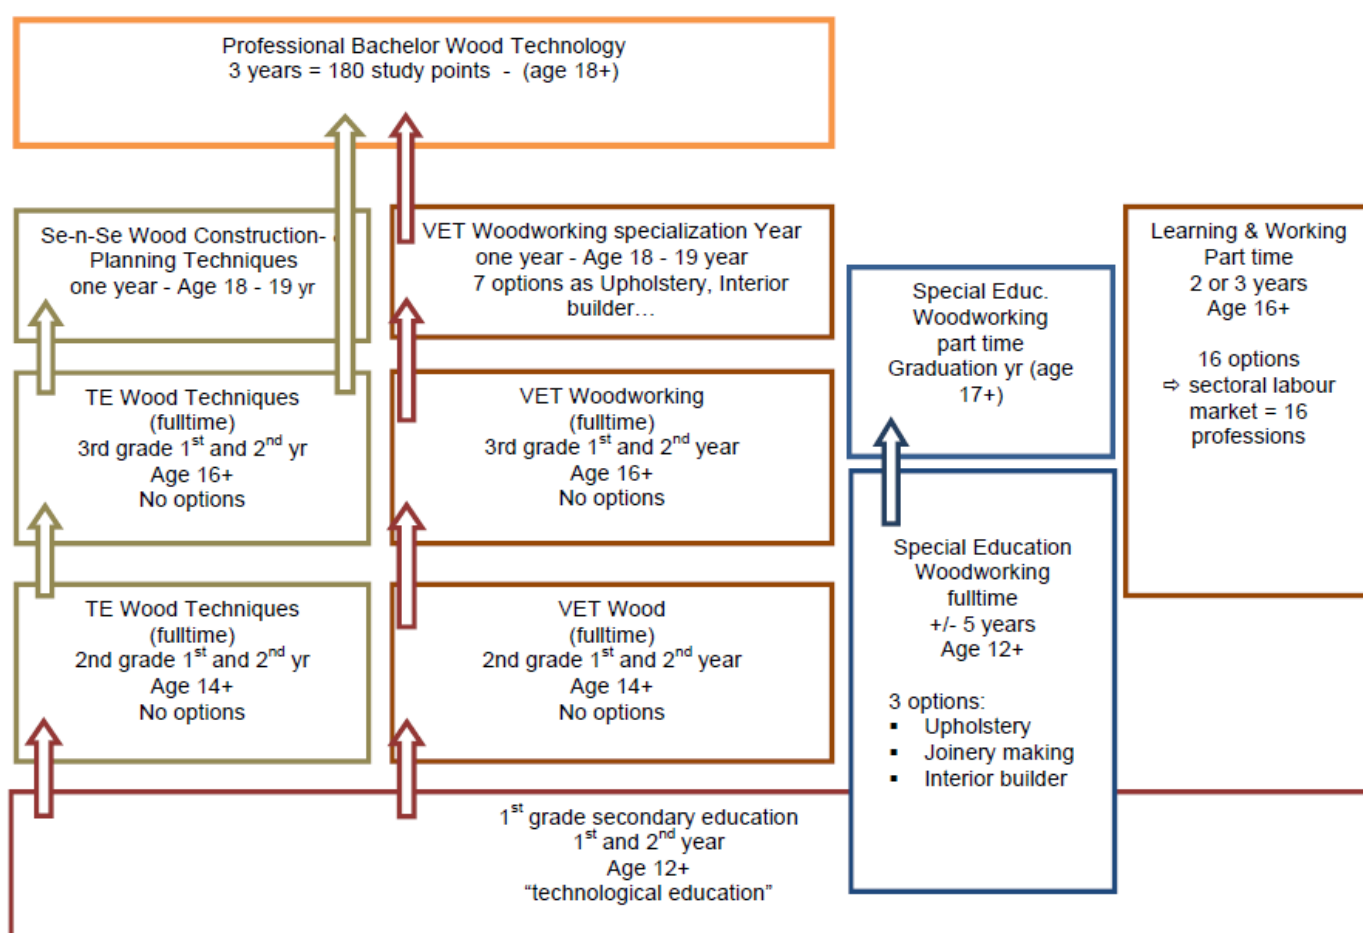 Professional Bachelor Wood Technology
3 years = 180 study points - (age 18+)
Se-n-Se Wood Construction-
Planning Techniques
one year - Age 18 - 19 yr
VET Woodworking specialization Year
one year - Age 18 - 19 year
7 options as Upholstery, Interior
builder…
Special Educ.
Woodworking
part time
Graduation yr (age
17+)
Learning & Working
Part time
2 or 3 years
Age 16+
16 options
⇨ sectoral labour
market = 16
professions
TE Wood Techniques
(fulltime)
3rd grade 1st and 2nd yr
Age 16+
No options
VET Woodworking
(fulltime)
3rd grade 1st and 2nd year
Age 16+
No options
TE Wood Techniques
(fulltime)
2nd grade 1st and 2nd yr
Age 14+
No options
VET Wood
(fulltime)
2nd grade 1st and 2nd year
Age 14+
No options
Special Education
Woodworking
fulltime
+/- 5 years
Age 12+
3 options:
▪ Upholstery
▪ Joinery making
▪ Interior builder
1st grade secondary education
1st and 2nd year
Age 12+
“technological education”